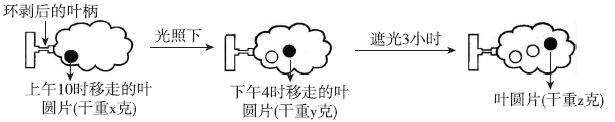 环剥后的叶柄
光照下
遮光3小时
上午10时移走的叶
圆片(干重x克)
下午4时移走的叶
圆片(干重y克)
叶圆片(干重z克)